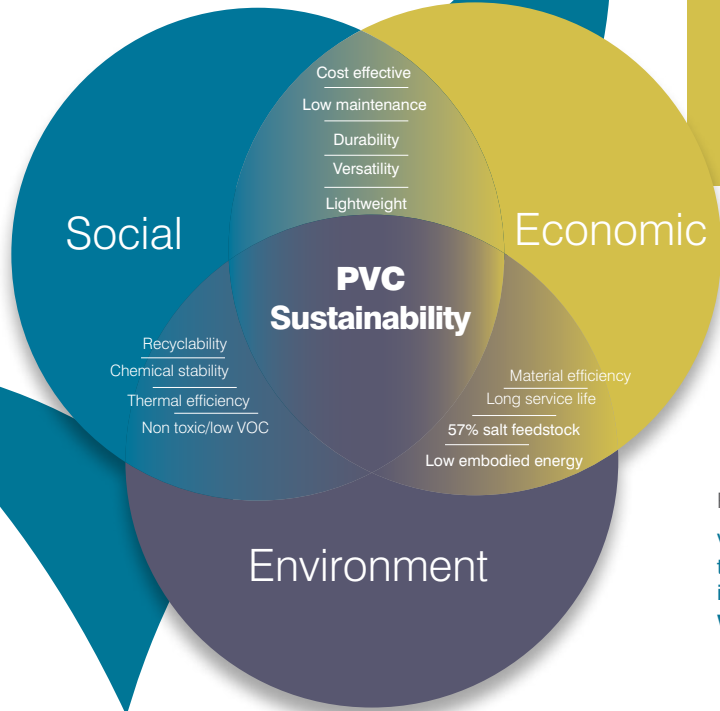 Cost effective
Low maintenance
Durability
Versatility
Lightweight
Social
Economic
PVC
Sustainability
Recyclability
Chemical stability
Thermal efficiency
Non toxic/low VOC
Material efficiency
Long service life
57% salt feedstock
Low embodied energy
Environment